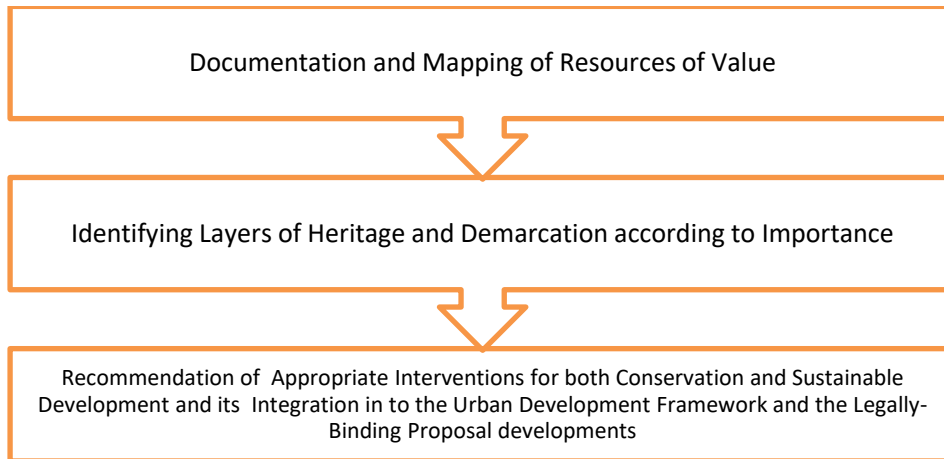 Documentation and Mapping of Resources of Value
Identifying Layers of Heritage and Demarcation according to Importance
Recommendation of  Appropriate Interventions for both Conservation and Sustainable
Development and its  Integration in to the Urban Development Framework and the Legally-
Binding Proposal developments